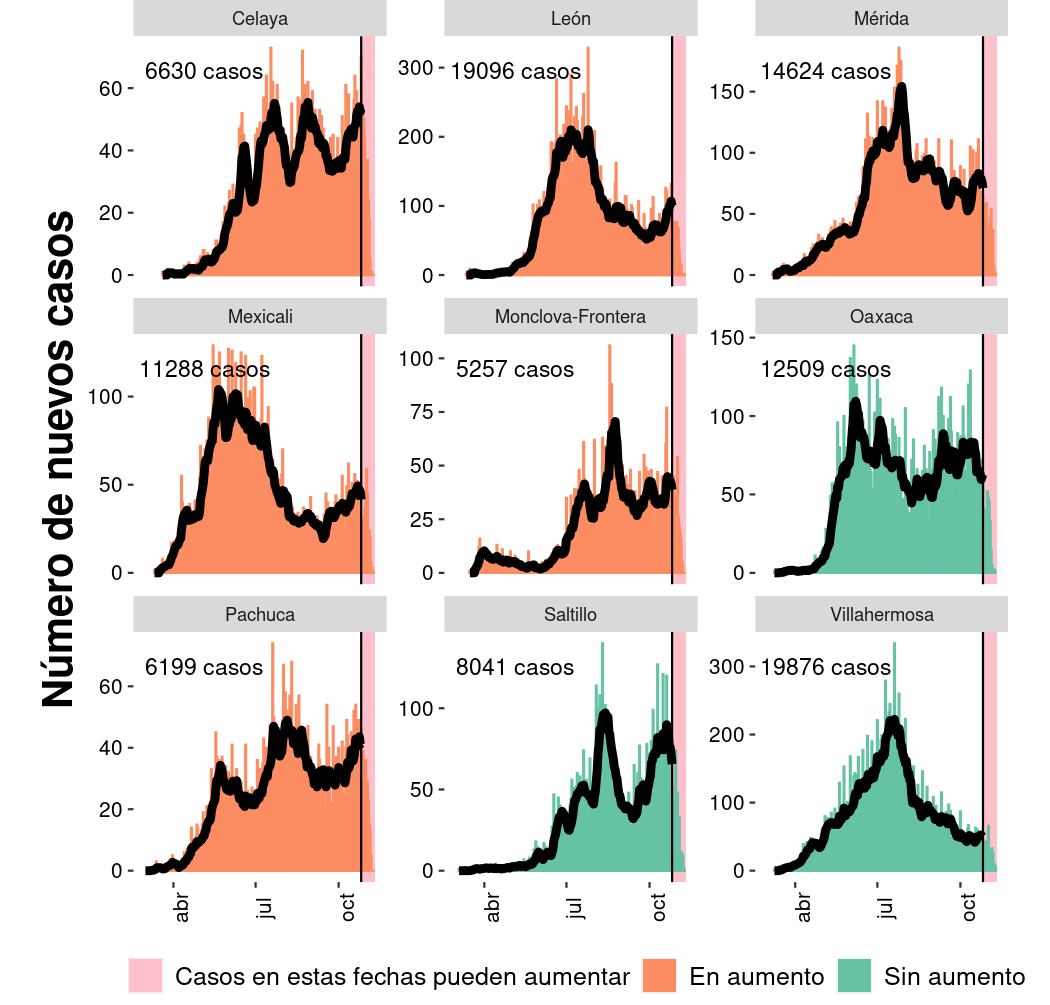 Número de nuevos casos
Celaya
León
Mérida
6630 casos
19096 casos
14624 casos
60
40
20
0
300
200
100
0
150
100
50
0
Mexicali
Monclova-Frontera
Oaxaca
11288 casos
5257 casos
12509 casos
100
50
0
100
75
50
25
0
150
100
50
0
Pachuca
Saltillo
Villahermosa
6199 casos
8041 casos
19876 casos
60
40
20
0
100
50
0
300
200
100
0
abr
jul
oct
abr
jul
oct
abr
jul
oct
Casos en estas fechas pueden aumentar
En aumento
Sin aumento